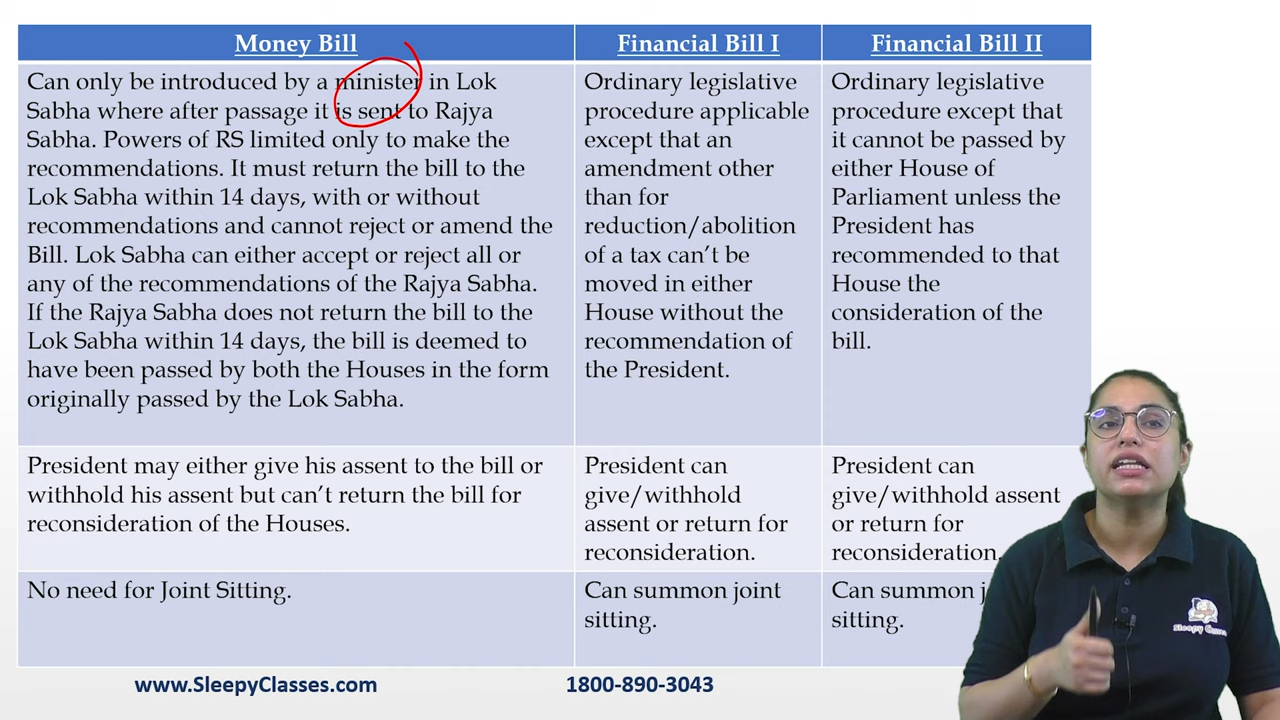 Money Bill
Can only be introduced by a minister in Lok
Sabha where after passage it is sent to Rajya
Sabha. Powers of RS limited only to make the
recommendations. It must return the bill to the
Lok Sabha within 14 days, with or without
recommendations and cannot reject or amend the
Bill. Lok Sabha can either accept or reject all or
any of the recommendations of the Rajya Sabha.
If the Rajya Sabha does not return the bill to the
Lok Sabha within 14 days, the bill is deemed to
have been passed by both the Houses in the form
originally passed by the Lok Sabha.
Financial Bill I
Ordinary legislative
procedure applicable
except that an
amendment other
than for
reduction/abolition
of a tax can't be
moved in either
House without the
recommendation of
the President.
Financial Bill II
Ordinary legislative
procedure except that
it cannot be passed by
either House of
Parliament unless the
President has
recommended to that
House the
consideration of the
bill.
President may either give his assent to the bill or
withhold his assent but can't return the bill for
reconsideration of the Houses.
President can
give/withhold
assent or return for
reconsideration.
President can
give/withhold assent
or return for
reconsideration.
No need for Joint Sitting.
Can summon joint
sitting.
Can summon
sitting.
www.SleepyClasses.com
1800-890-3043
Sleepy Classes